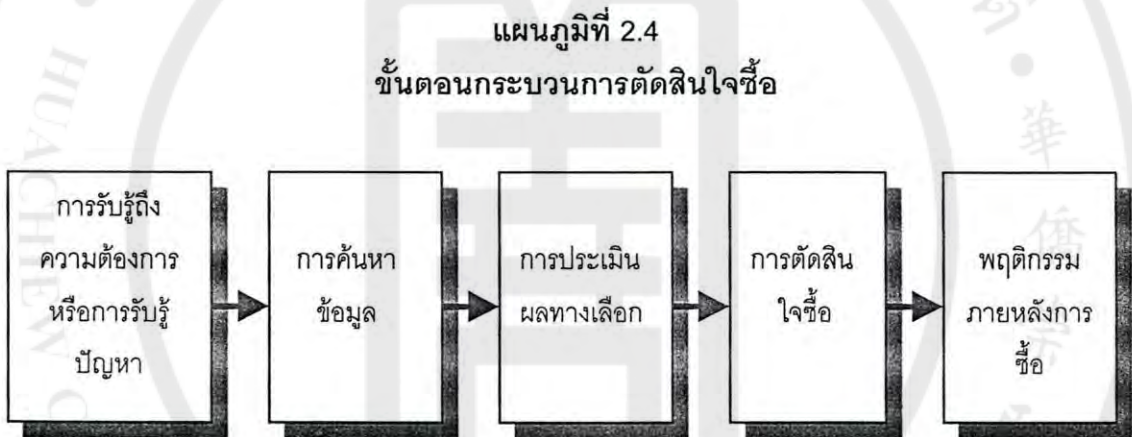 แผนภูมิที่ 2.4
ขั้นตอนกระบวนการตัดสินใจซื้อ
การรับรู้ถึง
ความต้องการ
หรือการรับรู้
ปัญหา
การค้นหา
ข้อมูล
การประเมิน
ผลทางเลือก
การตัดสิน
ใจซื้อ
พฤติกรรม
ภายหลังการ
ซื้อ
HUACHIEW
華
僑